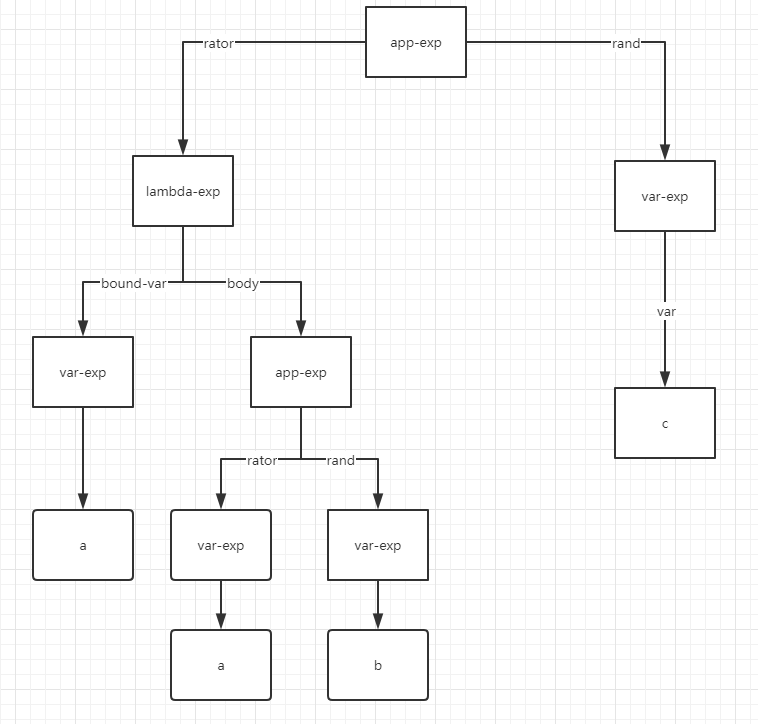 app-exp
rator
rand
lambda-exp
var-exp
bound-var
body
var
var-exp
app-exp
c
rator
rand
a
var-exp
var-exp
a
b